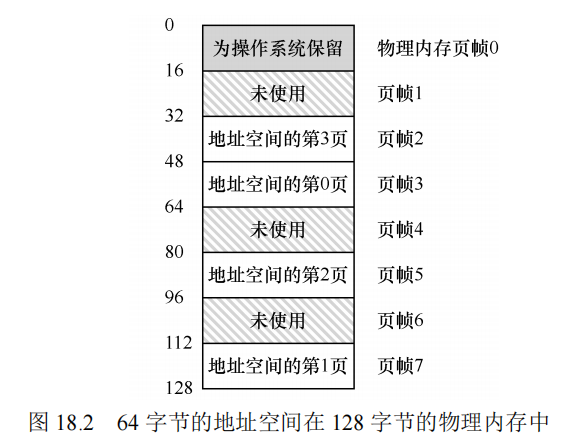 0
为操作系统保留 物理内存页帧0
16
未使用 页帧1
32
地址空间的第3页 页帧2
48
地址空间的第0页 页帧3
64
未使用 页帧4
80
地址空间的第2页 页帧5
96
未使用 页帧6
112
地址空间的第1页 页帧7
128
图 18.2 64 字节的地址空间在 128 字节的物理内存中